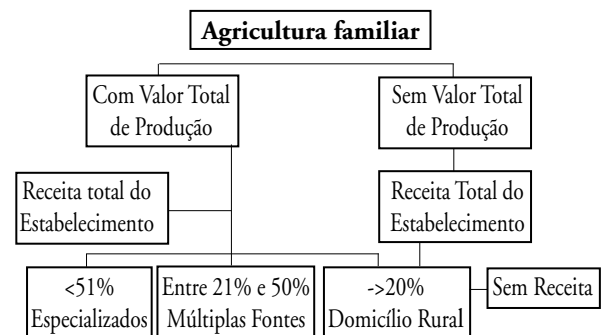 Agricultura familiar
Com Valor Total
de Produção
Sem Valor Total
de Produção
Receita total do
Estabelecimento
Receita Total do
Estabelecimento
<51%
Especializados
Entre 21% e 50%
Múltiplas Fontes
->20%
Domicílio Rural
Sem Receita